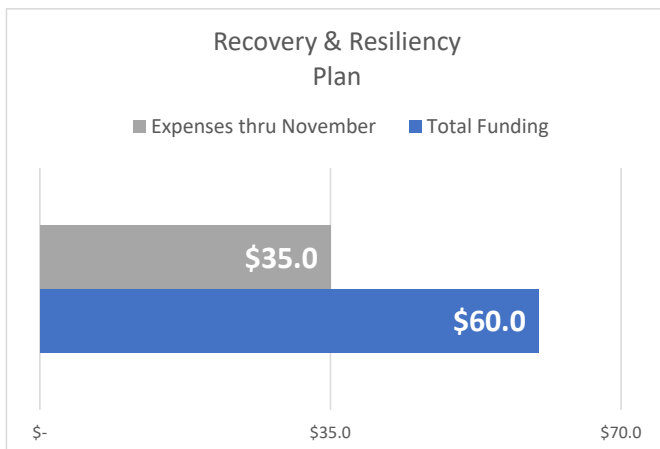 Recovery & Resiliency
Plan
Expenses thru November Total Funding
$35.0
$60.0
$- $35.0 $70.0